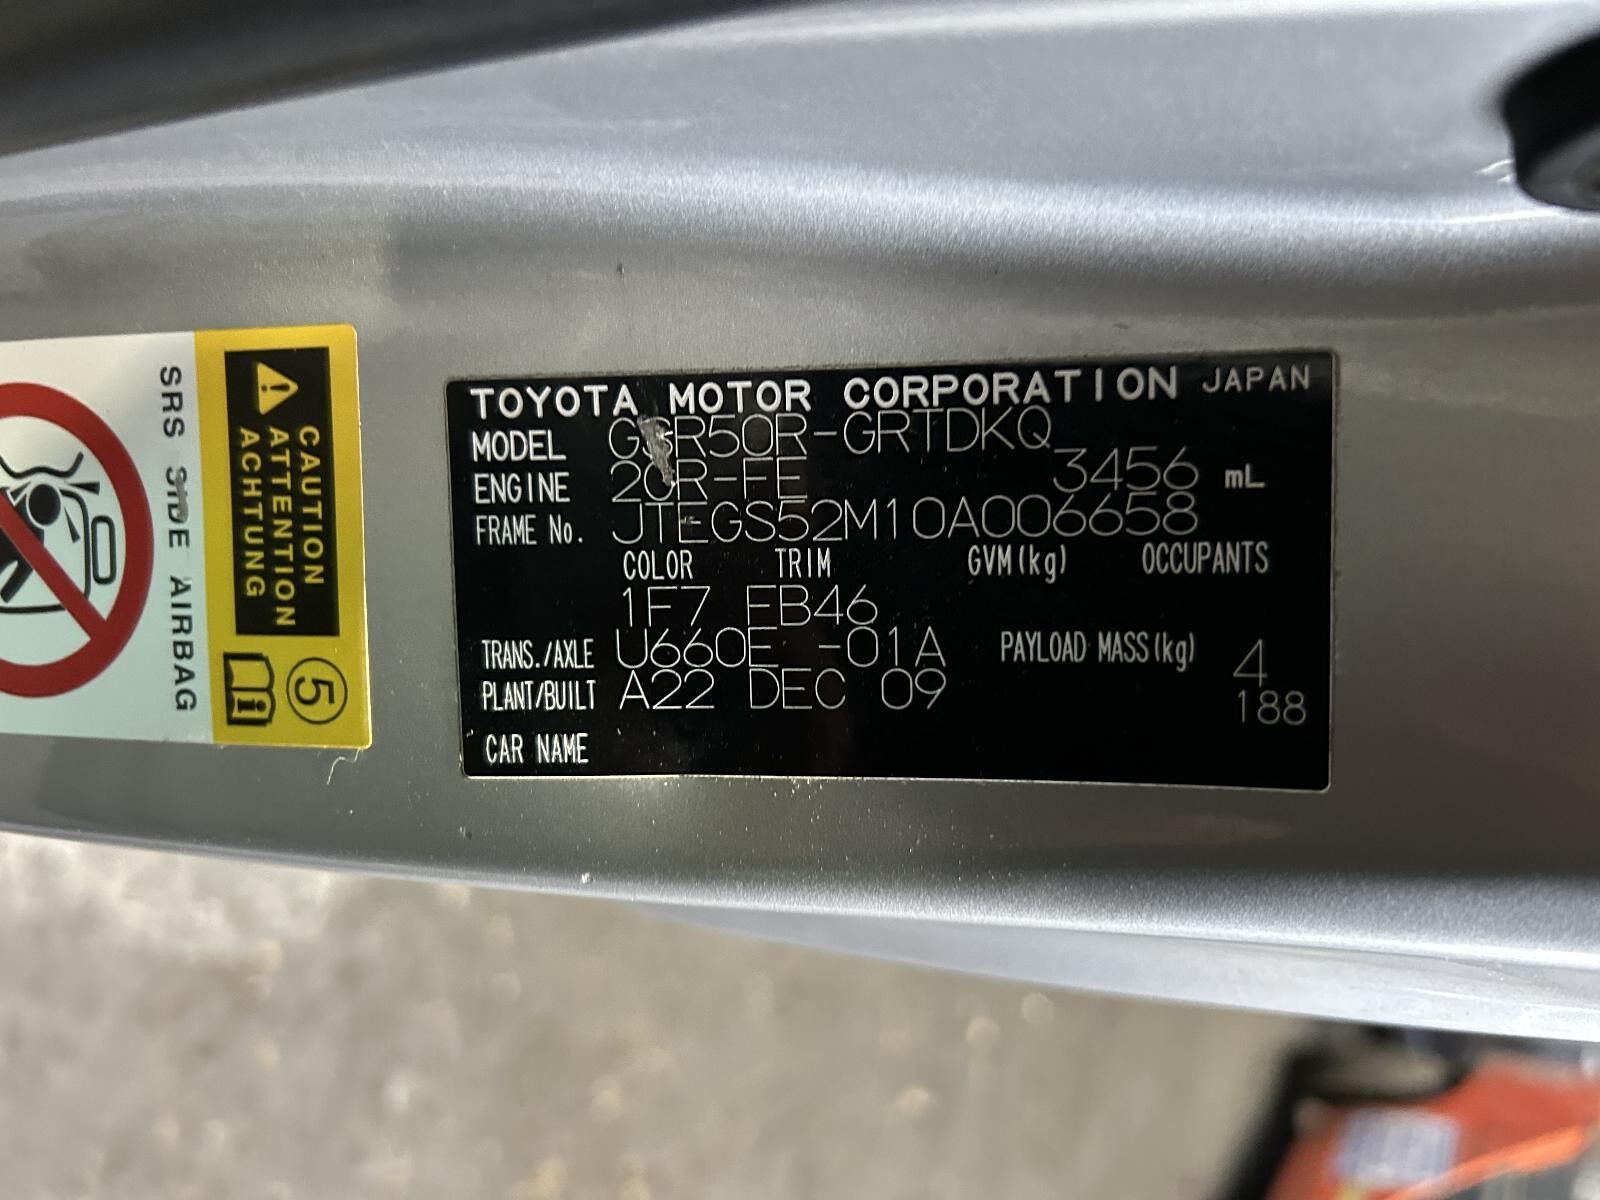 TOYOTA MOTOR CORPORATION JAPAN
MODEL GSR50R-GRTDKQ
ENGINE 2GR-FE 3456 mL
FRAME No. JTEGS52M10A006658
COLOR TRIM GVM(kg) OCCUPANTS
1F7 FB46
TRANS./AXLE U660E -01A PAYLOAD MASS(kg) 4
PLANT/BUILT A22 DEC 09 188
CAR NAME
CAUTION
ATTENTION
ACHTUNG
5
SRS SIDE AIRBAG